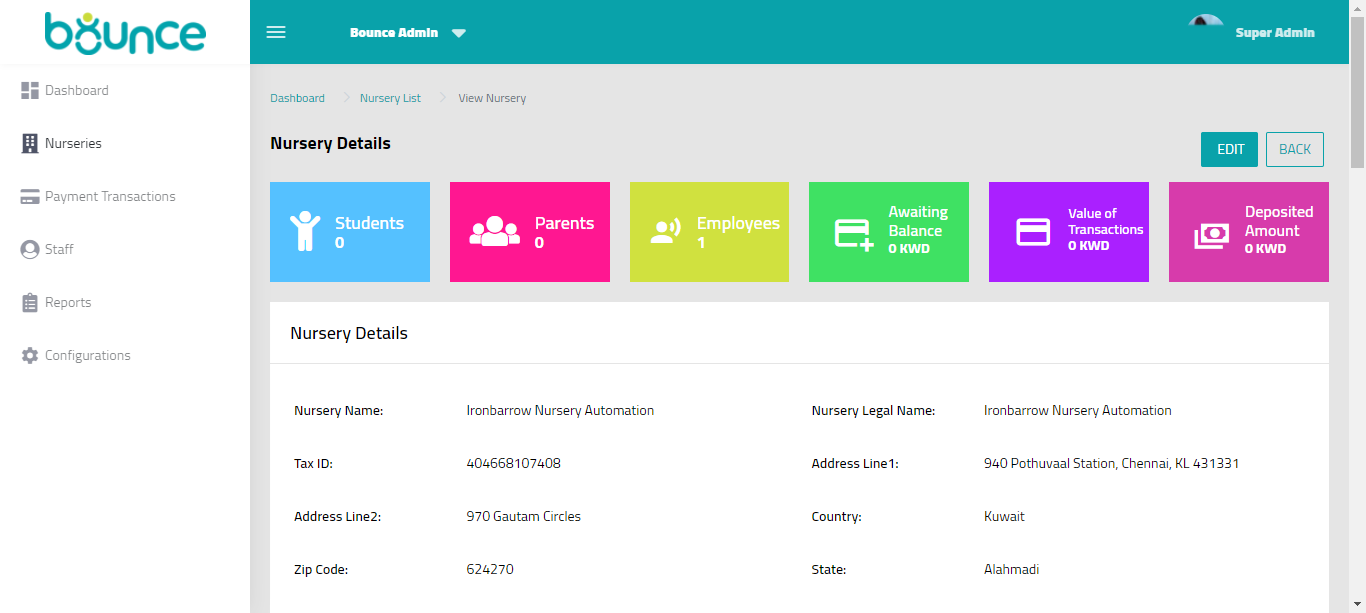 bounce
Bounce Admin
Super Admin
Dashboard
Nurseries
Payment Transactions
Staff
Reports
Configurations
Dashboard Nursery List View Nursery
Nursery Details
EDIT BACK
Students
0
Parents
0
Employees
1
Awaiting
Balance
0 KWD
Value of
Transactions
0 KWD
Deposited
Amount
0 KWD
Nursery Details
Nursery Name: Ironbarrow Nursery Automation Nursery Legal Name: Ironbarrow Nursery Automation
Tax ID: 404668107408 Address Line1: 940 Pothuvaal Station, Chennai, KL 431331
Address Line2: 970 Gautam Circles Country: Kuwait
Zip Code: 624270 State: Alahmadi